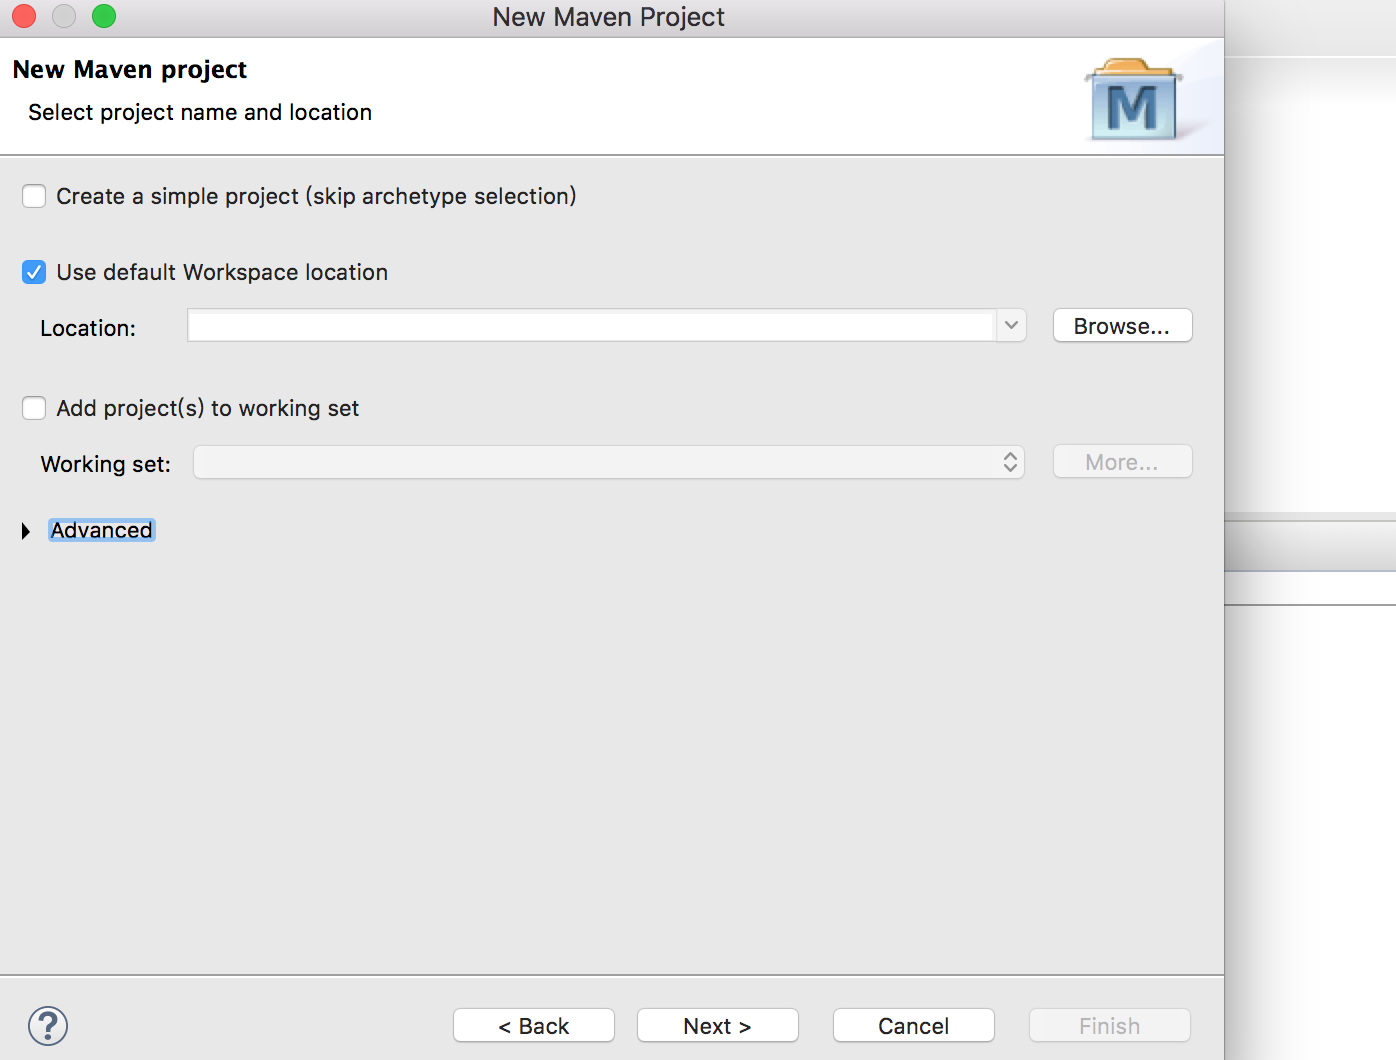 New Maven Project
New Maven project
Select project name and location
M
Create a simple project (skip archetype selection)
Use default Workspace location
Location:
Browse...
Add project(s) to working set
Working set:
More...
Advanced
?
< Back
Next >
Cancel
Finish